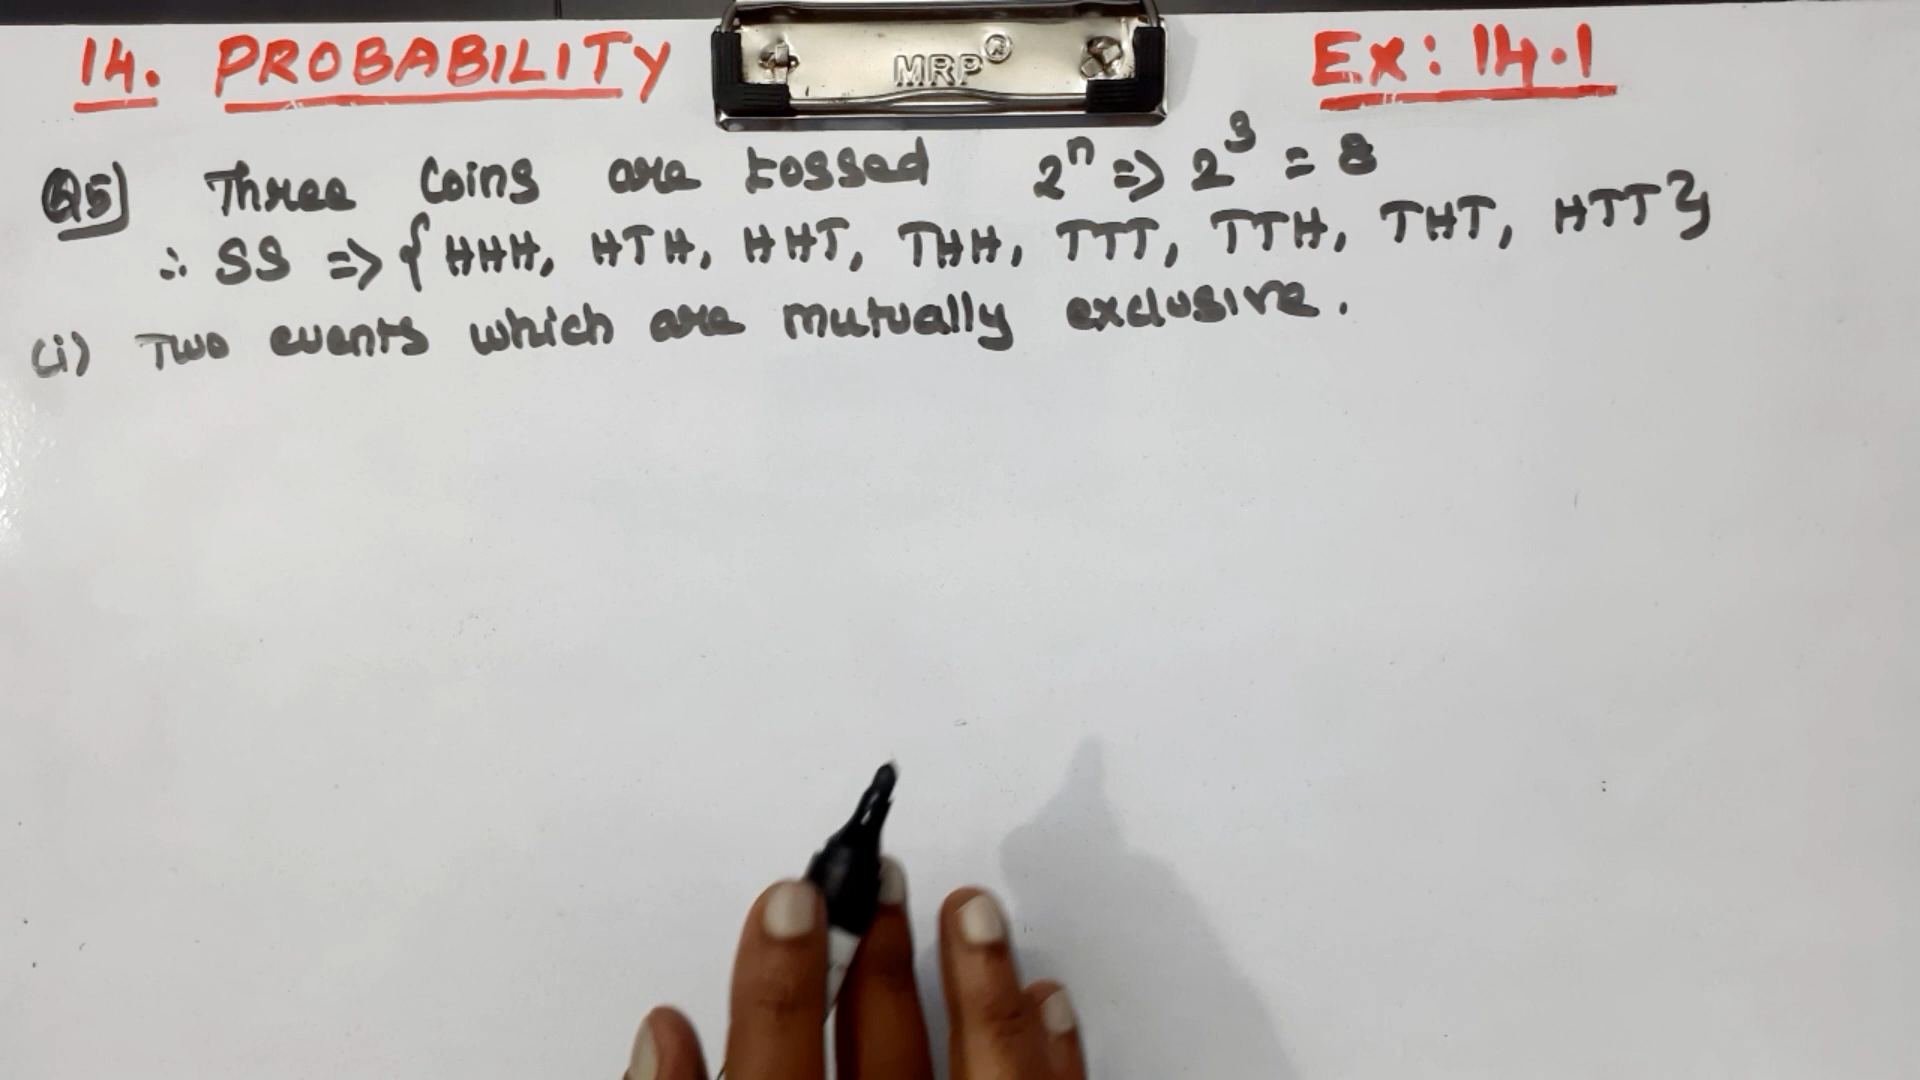 14. PROBABILITY MRP® Ex: 14.1
Q5] Three Coins are tossed 2ⁿ => 2³ = 8
∴ SS => { HHH, HTH, HHT, THH, TTT, TTH, THT, HTT },
(i) Two events which are mutually exclusive.